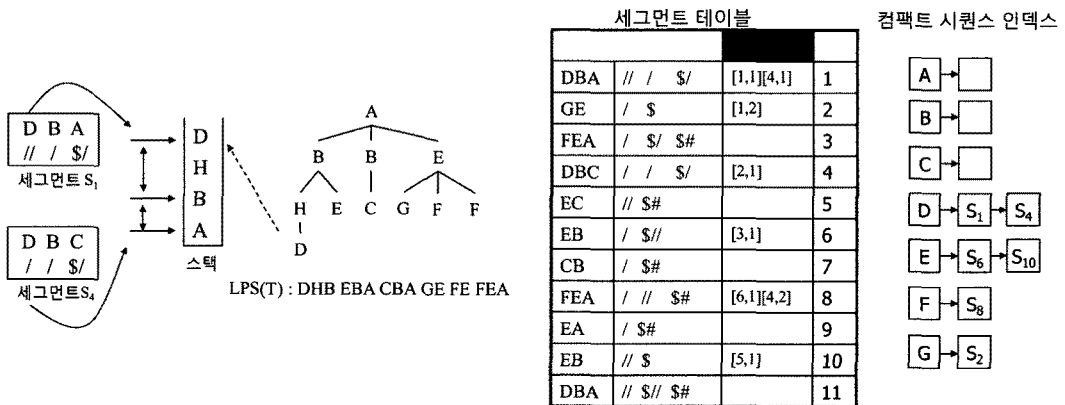 D B A
// / $/
세그먼트 S1
D B C
/ / $/
세그먼트S4
D
H
B
A
스택
A
B B E
H E C G F F
D
LPS(T) : DHB EBA CBA GE FE FEA
세그먼트 테이블
DBA // / $/ [1,1][4,1] 1
GE / $ [1,2] 2
FEA / $/ $# 3
DBC / / $/ [2,1] 4
EC // $# 5
EB / $// [3,1] 6
CB / $# 7
FEA / // $# [6,1][4,2] 8
EA / $# 9
EB // $ [5,1] 10
DBA // $// $# 11
컴팩트 시퀀스 인덱스
A
B
C
D S1 S4
E S6 S10
F S8
G S2